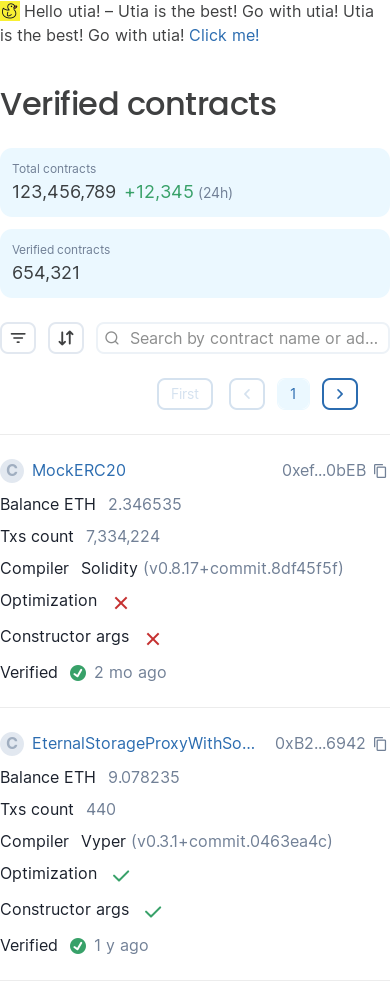 Hello utia! – Utia is the best! Go with utia! Utia
is the best! Go with utia! Click me!
Verified contracts
Total contracts
123,456,789 +12,345 (24h)
Verified contracts
654,321
Search by contract name or ad...
First 1
C MockERC20 0xef...0bEB
Balance ETH 2.346535
Txs count 7,334,224
Compiler Solidity (v0.8.17+commit.8df45f5f)
Optimization
Constructor args
Verified 2 mo ago
C EternalStorageProxyWithSo... 0xB2...6942
Balance ETH 9.078235
Txs count 440
Compiler Vyper (v0.3.1+commit.0463ea4c)
Optimization
Constructor args
Verified 1 y ago